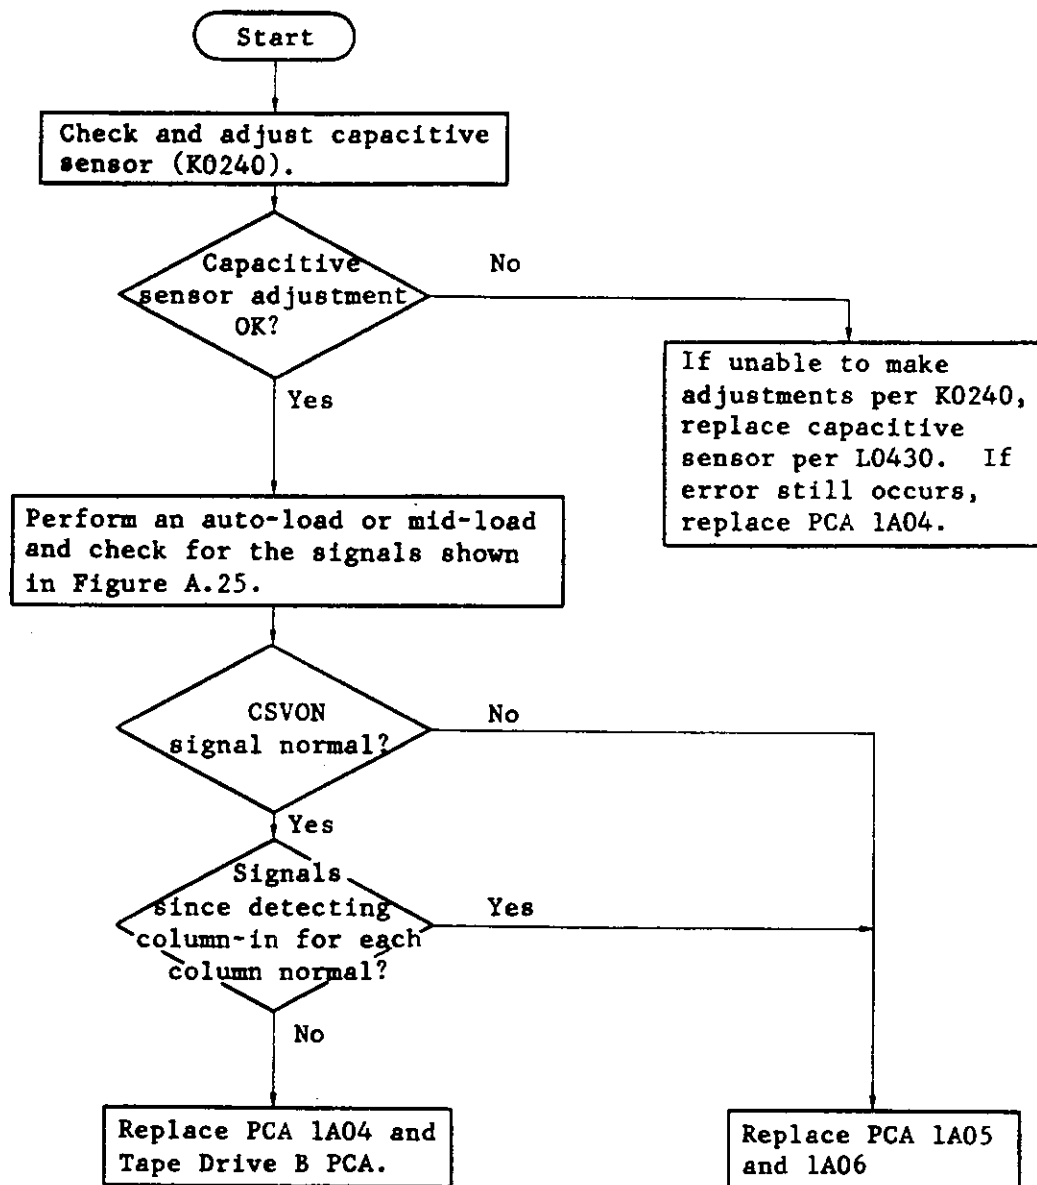 Start
Check and adjust capacitive
sensor (K0240).
Capacitive
sensor adjustment
OK?
No
Yes
If unable to make
adjustments per K0240,
replace capacitive
sensor per L0430. If
error still occurs,
replace PCA 1A04.
Perform an auto-load or mid-load
and check for the signals shown
in Figure A.25.
CSVON
signal normal?
No
Yes
Signals
since detecting
column-in for each
column normal?
Yes
No
Replace PCA 1A04 and
Tape Drive B PCA.
Replace PCA 1A05
and 1A06